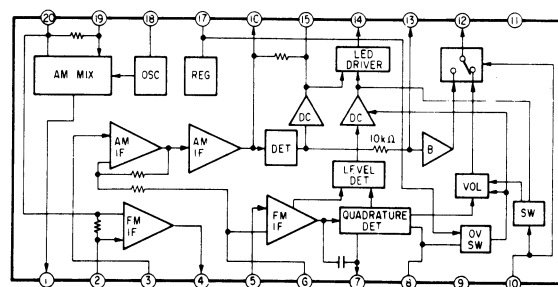 20 19 18 17 16 15 14 13 12 11
LED DRIVER
AM MIX
OSC
REG
DC
DC
AM IF
AM IF
DET
10kΩ
B
LEVEL DET
VOL
SW
FM IF
FM IF
QUADRATURE DET
OV SW
1 2 3 4 5 6 7 8 9 10